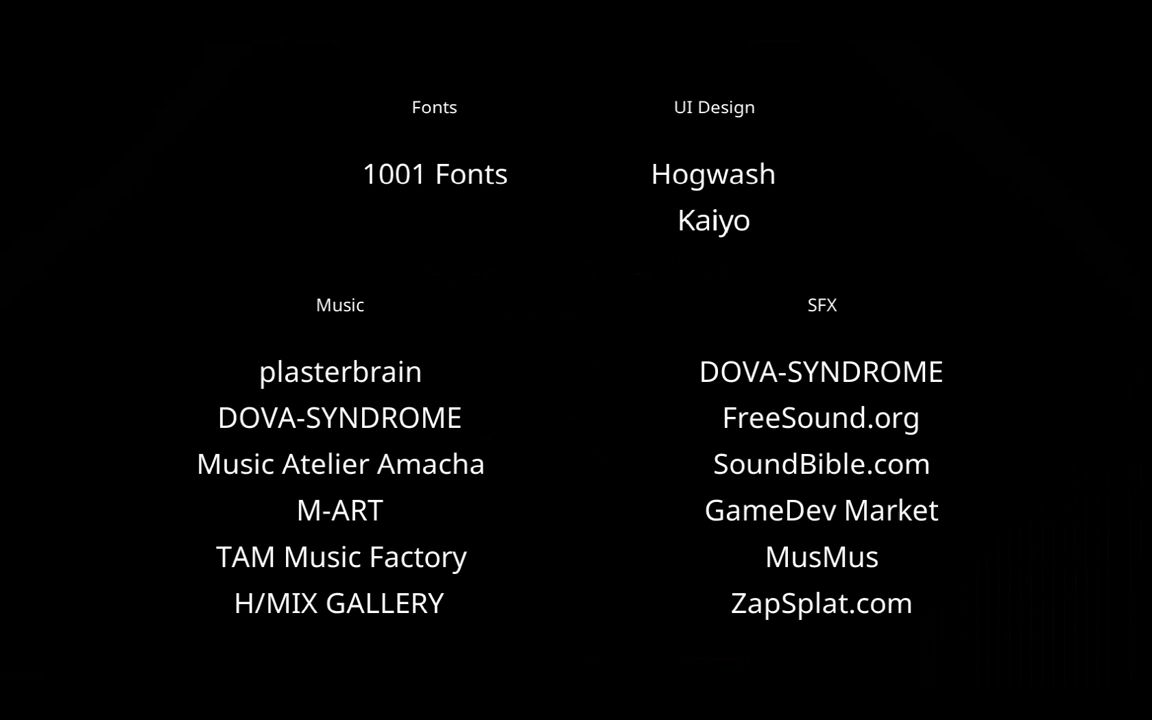 Fonts
1001 Fonts
UI Design
Hogwash
Kaiyo
Music
plasterbrain
DOVA-SYNDROME
Music Atelier Amacha
M-ART
TAM Music Factory
H/MIX GALLERY
SFX
DOVA-SYNDROME
FreeSound.org
SoundBible.com
GameDev Market
MusMus
ZapSplat.com